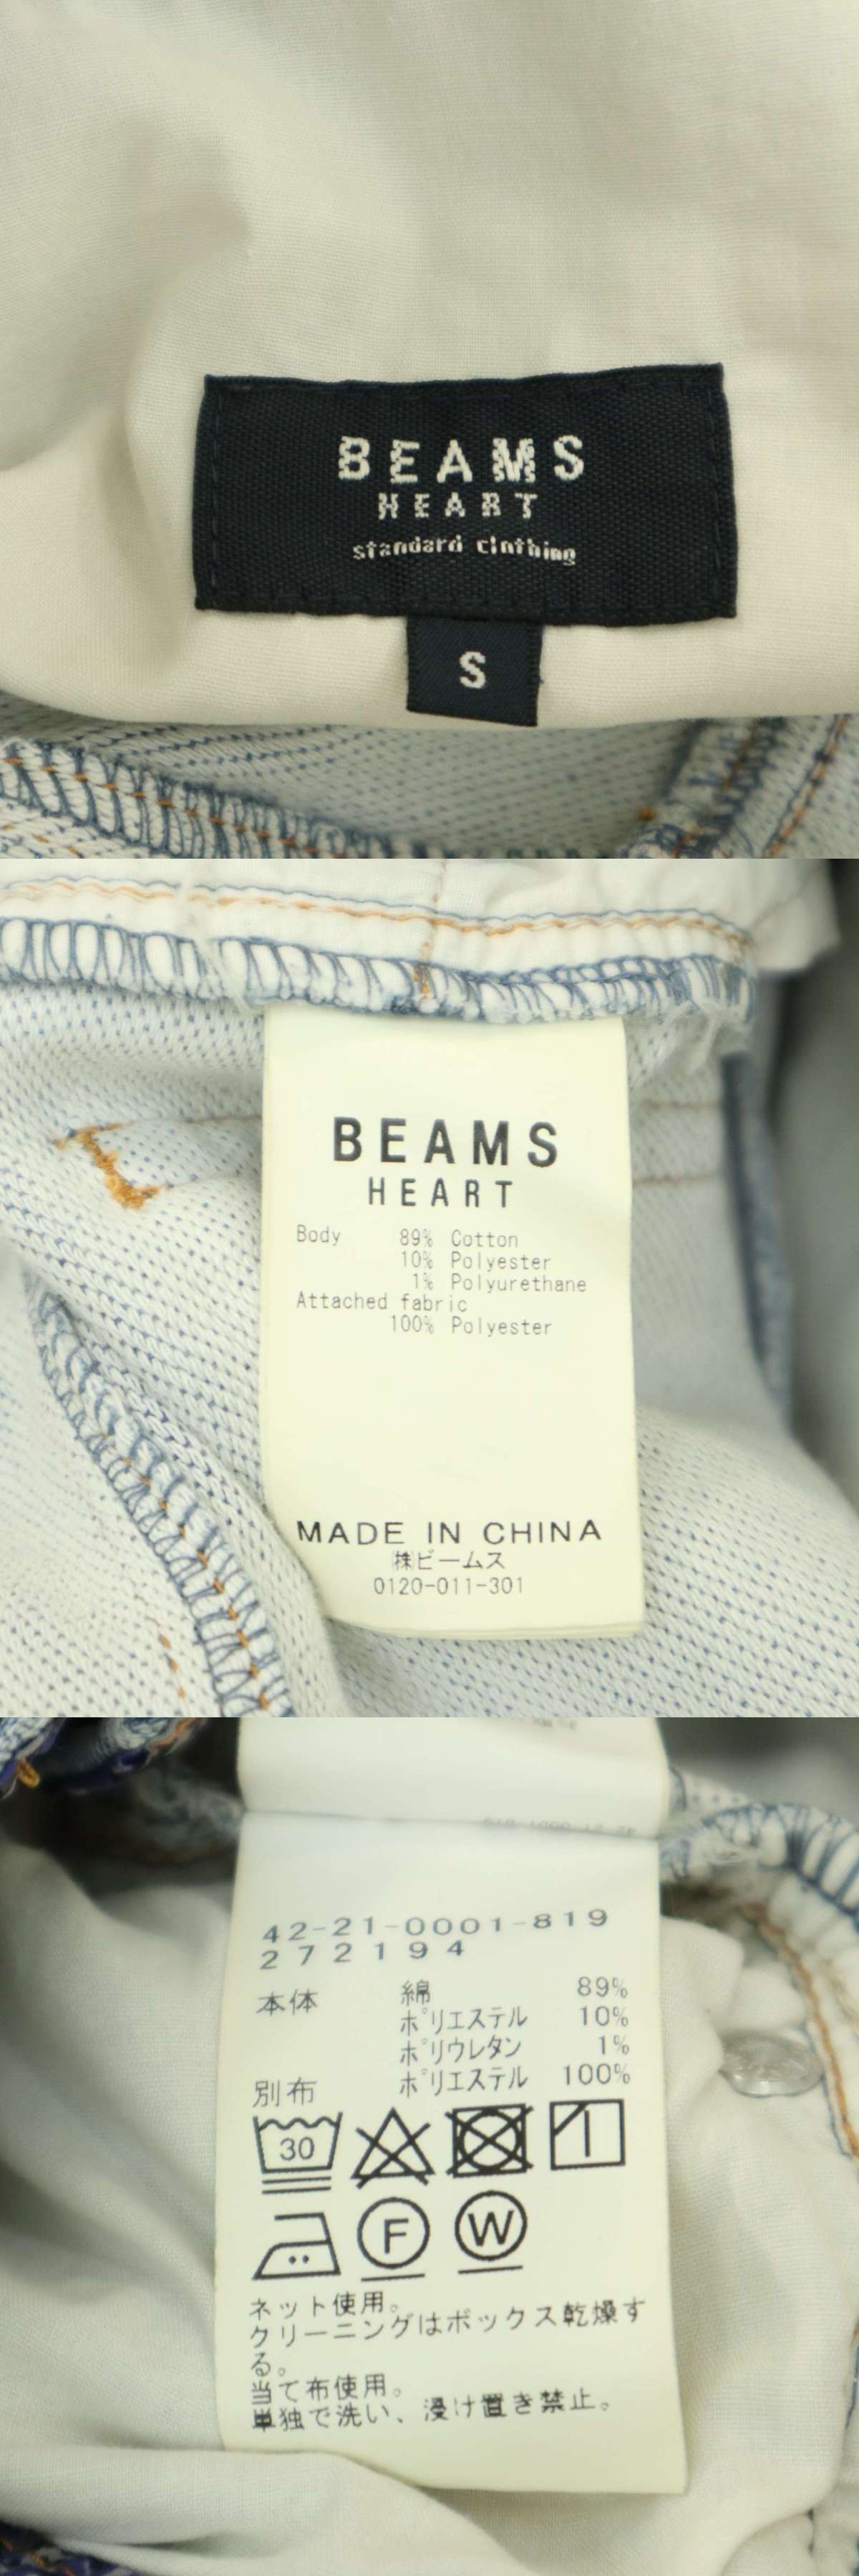 BEAMS
HEART
standard clothing
S
BEAMS
HEART
Body 89% Cotton
10% Polyester
1% Polyurethane
Attached fabric
100% Polyester
MADE IN CHINA
㈱ビームス
0120-011-301
42-21-0001-819
272194
本体 綿 89%
ポリエステル 10%
ポリウレタン 1%
別布 ポリエステル 100%
30
F W
ネット使用。
クリーニングはボックス乾燥す
る。
当て布使用。
単独で洗い、浸け置き禁止。